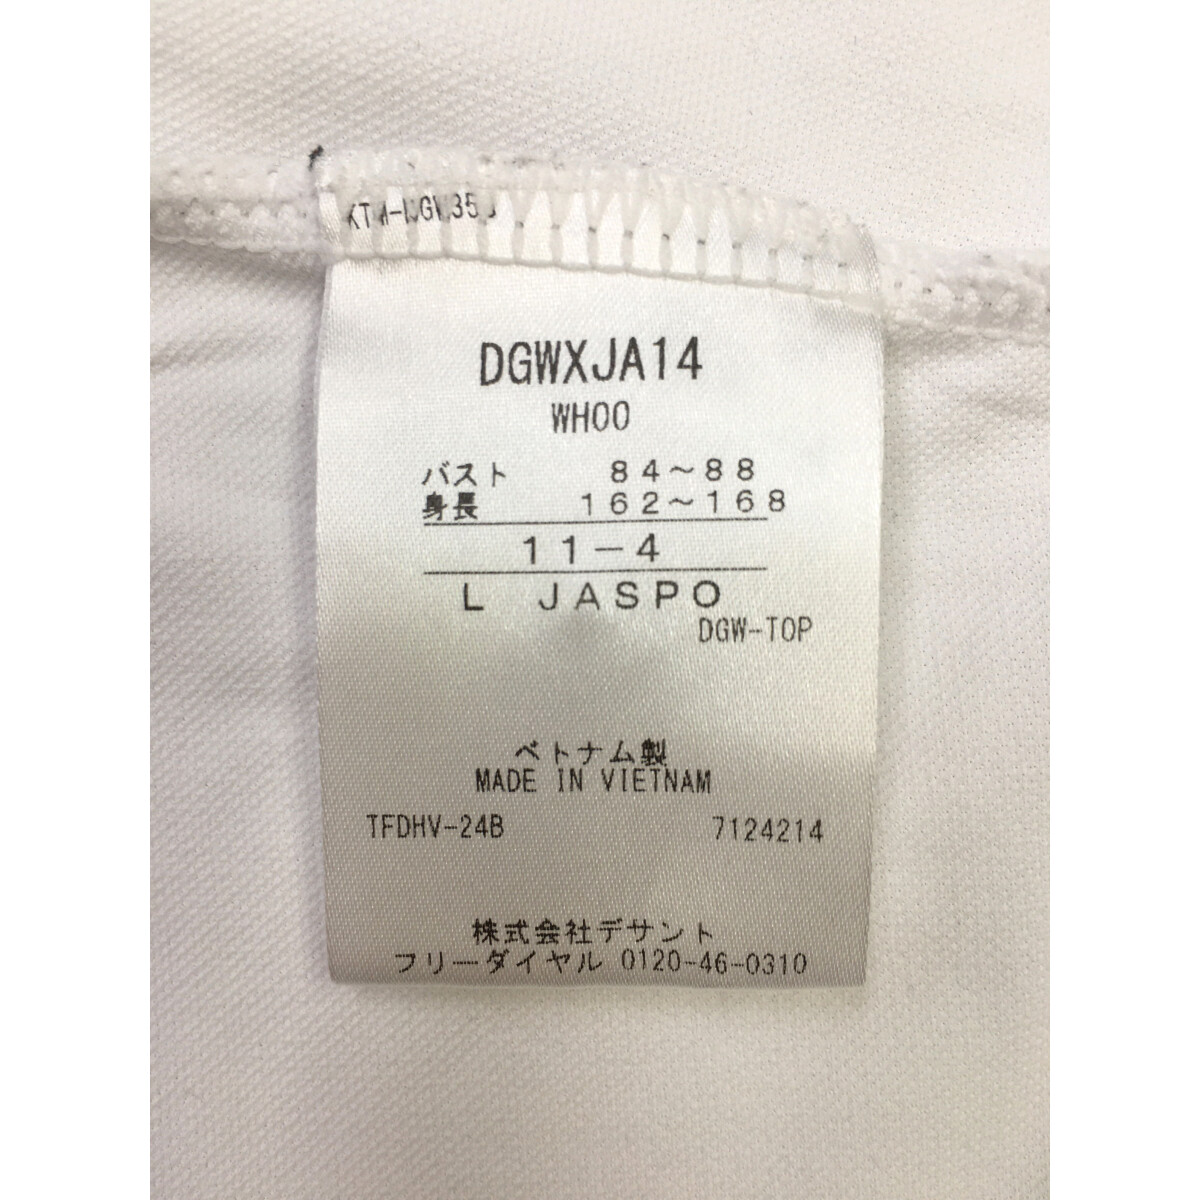 DGWXJA14
WH00
バスト 84~88
身長 162~168
11-4
L JASPO
DGW-TOP
ベトナム製
MADE IN VIETNAM
TFDHV-24B 7124214
株式会社デサント
フリーダイヤル 0120-46-0310